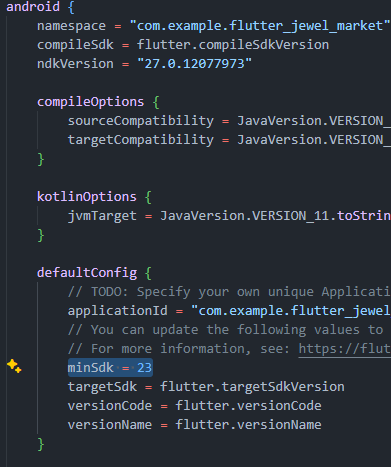 android {
namespace = "com.example.flutter_jewel_market"
compileSdk = flutter.compileSdkVersion
ndkVersion = "27.0.12077973"
compileOptions {
sourceCompatibility = JavaVersion.VERSION_
targetCompatibility = JavaVersion.VERSION_
}
kotlinOptions {
jvmTarget = JavaVersion.VERSION_11.toStrin
}
defaultConfig {
// TODO: Specify your own unique Applicati
applicationId = "com.example.flutter_jewel
// You can update the following values to
// For more information, see: https://flut
minSdk = 23
targetSdk = flutter.targetSdkVersion
versionCode = flutter.versionCode
versionName = flutter.versionName
}